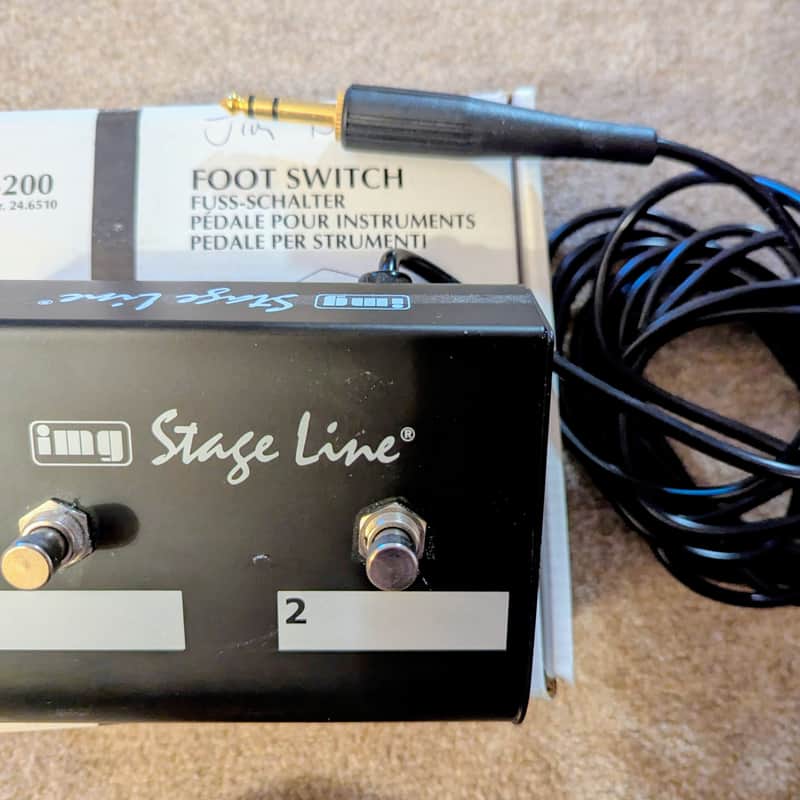 200
r. 24.6510
Jim
FOOT SWITCH
FUSS-SCHALTER
PÉDALE POUR INSTRUMENTS
PEDALE PER STRUMENTI
img Stage Line®
img Stage Line®
2